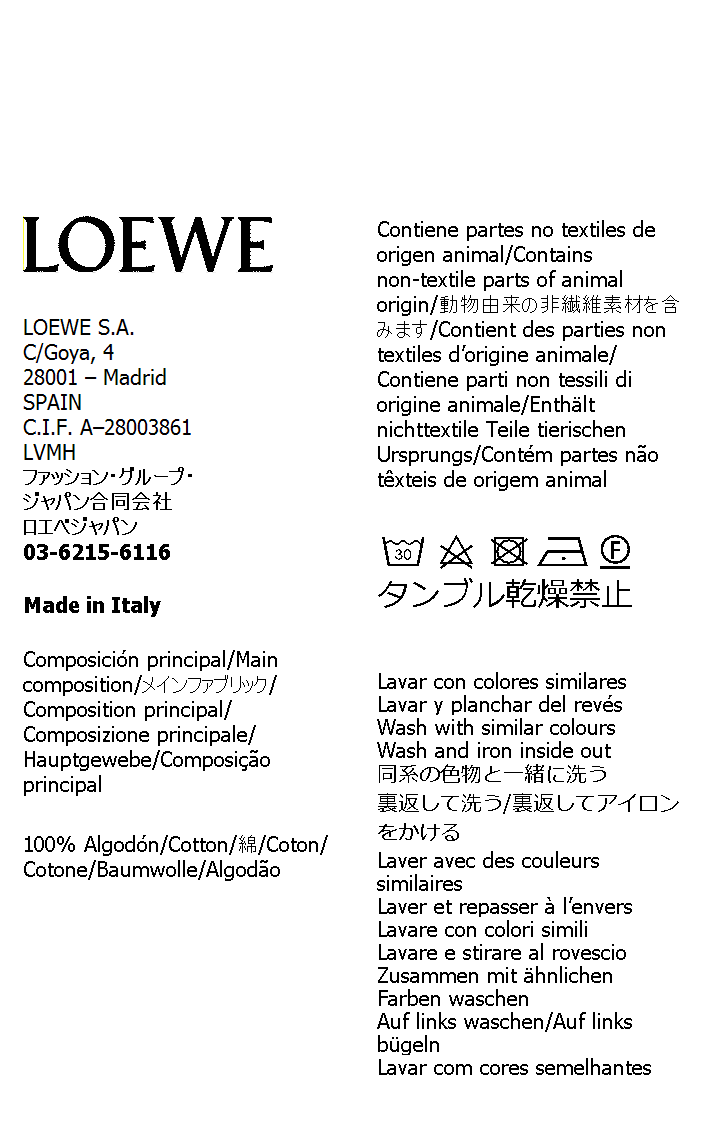 LOEWE
LOEWE S.A.
C/Goya, 4
28001 – Madrid
SPAIN
C.I.F. A–28003861
LVMH
ファッション・グループ・
ジャパン合同会社
ロエベジャパン
03-6215-6116
Made in Italy
Composición principal/Main
composition/メインファブリック/
Composition principal/
Composizione principale/
Hauptgewebe/Composição
principal
100% Algodón/Cotton/綿/Coton/
Cotone/Baumwolle/Algodão
Contiene partes no textiles de
origen animal/Contains
non-textile parts of animal
origin/動物由来の非繊維素材を含
みます/Contient des parties non
textiles d’origine animale/
Contiene parti non tessili di
origine animale/Enthält
nichttextile Teile tierischen
Ursprungs/Contém partes não
têxteis de origem animal
30 F
タンブル乾燥禁止
Lavar con colores similares
Lavar y planchar del revés
Wash with similar colours
Wash and iron inside out
同系の色物と一緒に洗う
裏返して洗う/裏返してアイロン
をかける
Laver avec des couleurs
similaires
Laver et repasser à l’envers
Lavare con colori simili
Lavare e stirare al rovescio
Zusammen mit ähnlichen
Farben waschen
Auf links waschen/Auf links
bügeln
Lavar com cores semelhantes